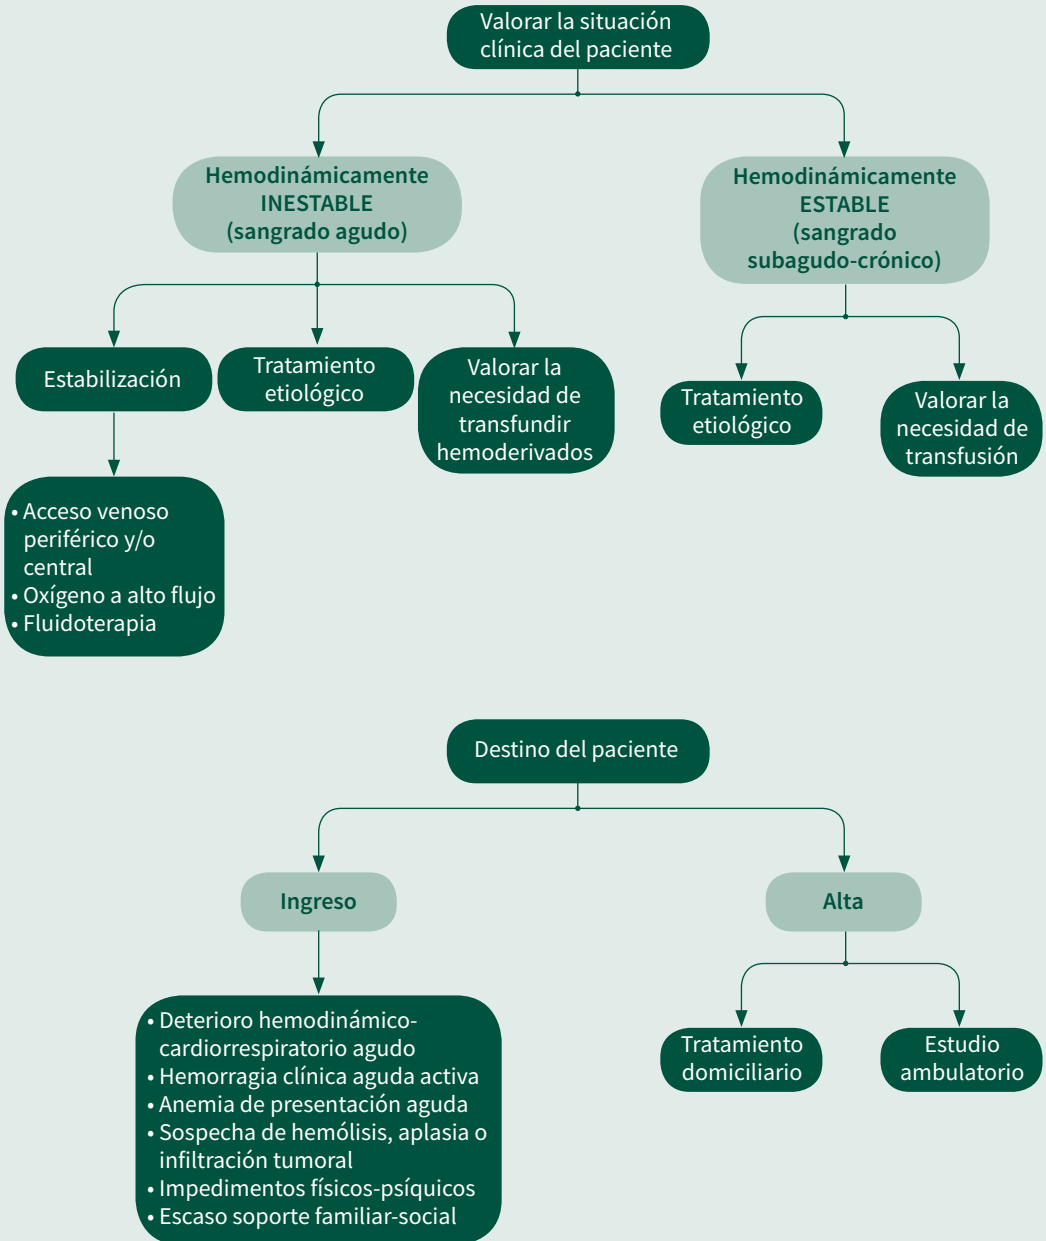 Valorar la situación
clínica del paciente
Hemodinámicamente
INESTABLE
(sangrado agudo)
Hemodinámicamente
ESTABLE
(sangrado
subagudo-crónico)
Estabilización
Tratamiento
etiológico
Valorar la
necesidad de
transfundir
hemoderivados
Tratamiento
etiológico
Valorar la
necesidad de
transfusión
• Acceso venoso
periférico y/o
central
• Oxígeno a alto flujo
• Fluidoterapia
Destino del paciente
Ingreso
Alta
• Deterioro hemodinámico-
cardiorrespiratorio agudo
• Hemorragia clínica aguda activa
• Anemia de presentación aguda
• Sospecha de hemólisis, aplasia o
infiltración tumoral
• Impedimentos físicos-psíquicos
• Escaso soporte familiar-social
Tratamiento
domiciliario
Estudio
ambulatorio